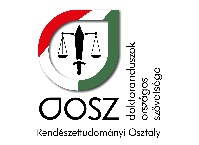 DOSZ
doktoranduszok
országos
szövetsége
Rendészettudományi Osztály